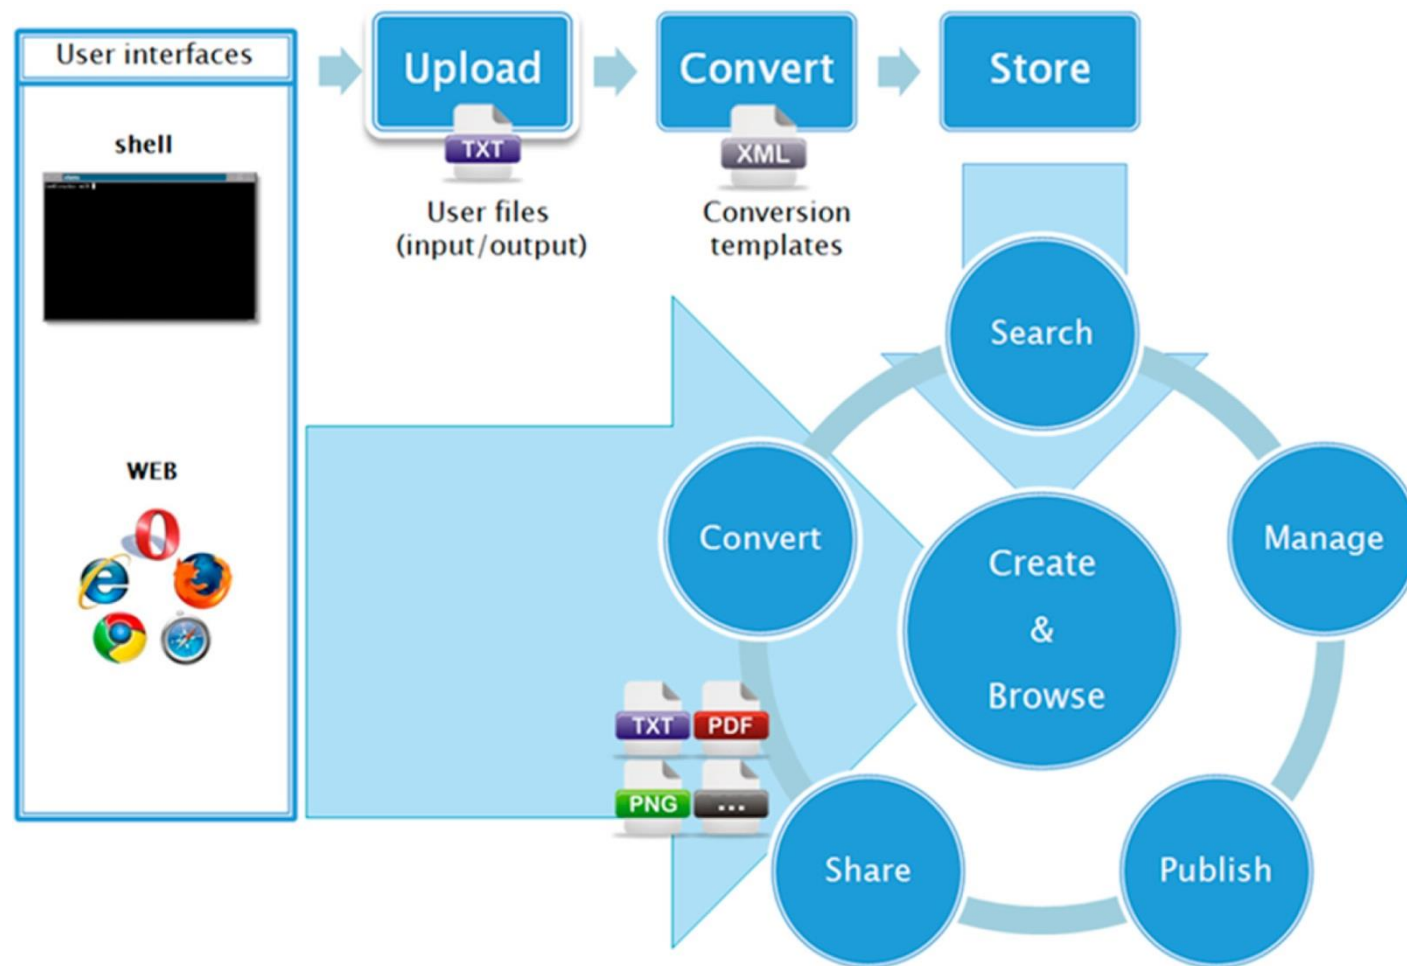 User interfaces
Upload
Convert
Store
shell
TXT
XML
User files
(input/output)
Conversion
templates
Search
WEB
Convert
Manage
Create
&
Browse
TXT
PDF
PNG
...
Share
Publish